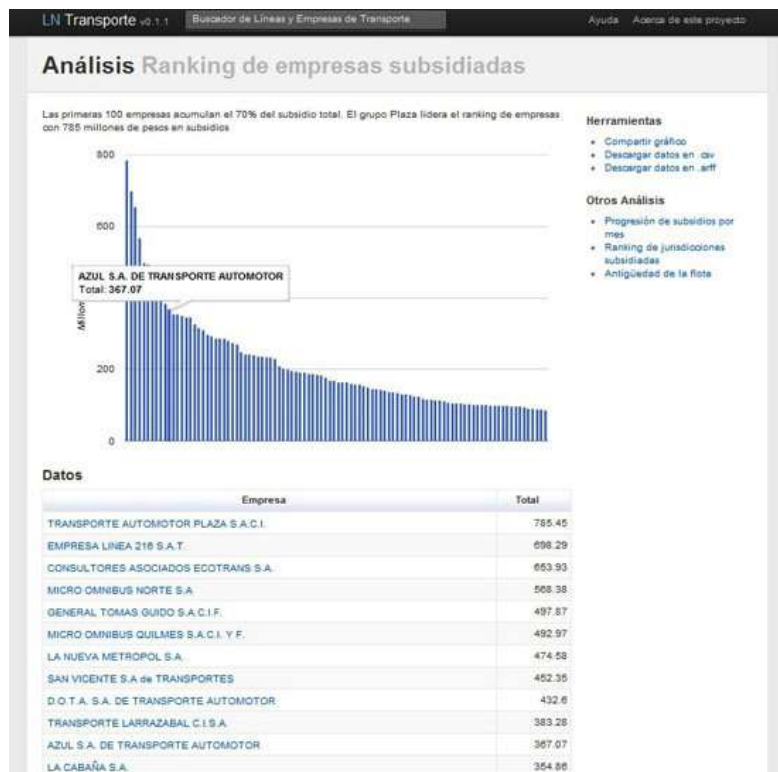 LN Transporte v0.1.1 Buscador de Líneas y Empresas de Transporte Ayuda Acerca de este proyecto
Análisis Ranking de empresas subsidiadas
Las primeras 100 empresas acumulan el 70% del subsidio total. El grupo Plaza lidera el ranking de empresas
con 785 millones de pesos en subsidios
Herramientas
Compartir gráfico
Descargar datos en .csv
Descargar datos en .arff
Otros Análisis
Progresión de subsidios por
mes
Ranking de jurisdicciones
subsidiadas
Antigüedad de la flota
800
600
AZUL S.A. DE TRANSPORTE AUTOMOTOR
Total: 367.07
Millon
200
0
Datos
Empresa Total
TRANSPORTE AUTOMOTOR PLAZA S.A.C.I. 785.45
EMPRESA LINEA 216 S.A.T. 698.29
CONSULTORES ASOCIADOS ECOTRANS S.A. 653.93
MICRO OMNIBUS NORTE S.A 568.38
GENERAL TOMAS GUIDO S.A.C.I.F. 497.87
MICRO OMNIBUS QUILMES S.A.C.I. Y F. 492.97
LA NUEVA METROPOL S.A. 474.58
SAN VICENTE S.A de TRANSPORTES 452.35
D.O.T.A. S.A. DE TRANSPORTE AUTOMOTOR 432.6
TRANSPORTE LARRAZABAL C.I.S.A. 383.28
AZUL S.A. DE TRANSPORTE AUTOMOTOR 367.07
LA CABAÑA S.A. 354.86